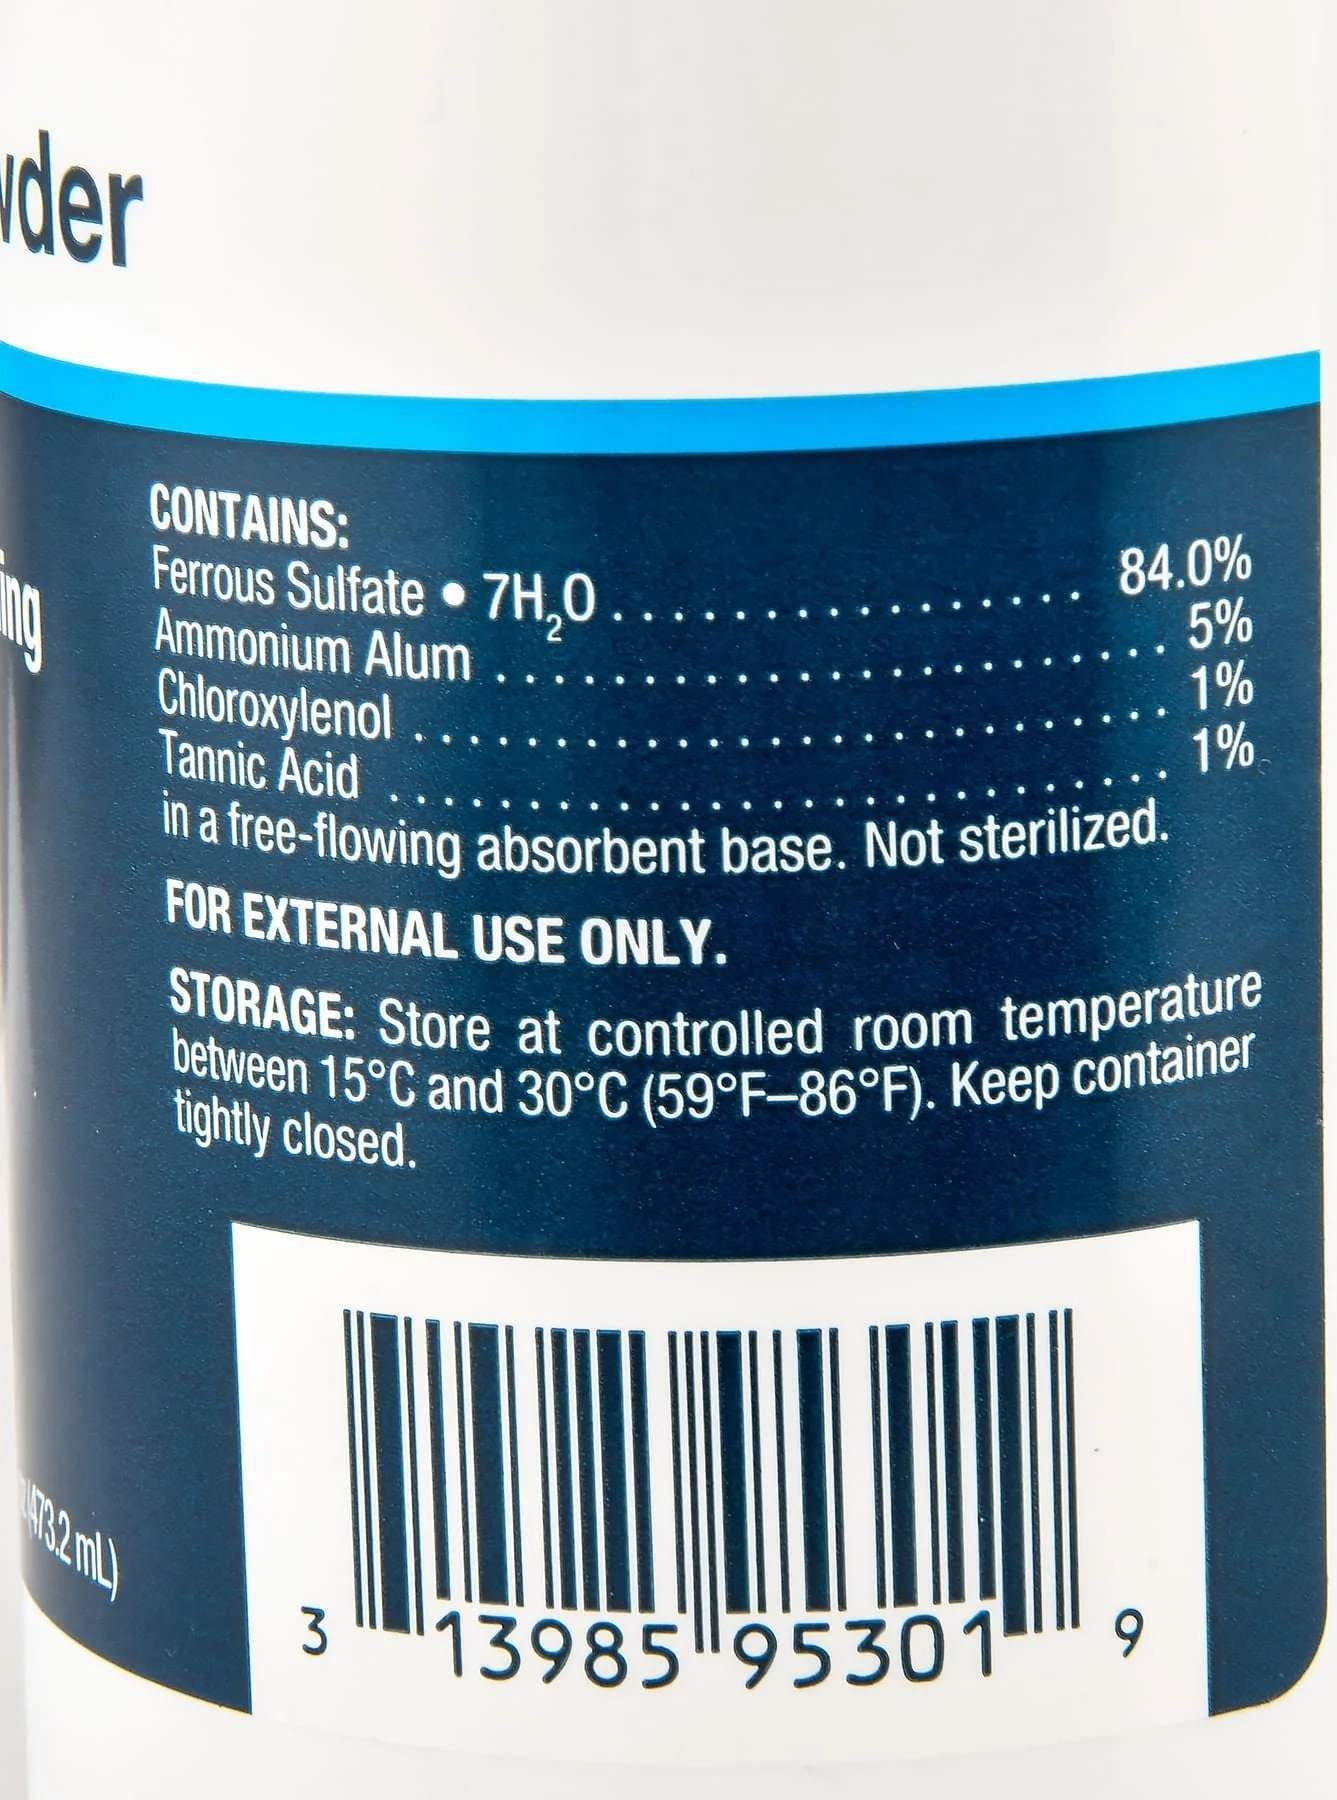 CONTAINS:
Ferrous Sulfate • 7H₂O . . . . . . . . . . . . . . . . . 84.0%
Ammonium Alum . . . . . . . . . . . . . . . . . . . . . . . . 5%
Chloroxylenol . . . . . . . . . . . . . . . . . . . . . . . . . . . 1%
Tannic Acid . . . . . . . . . . . . . . . . . . . . . . . . . . . . 1%
in a free-flowing absorbent base. Not sterilized.
FOR EXTERNAL USE ONLY.
STORAGE: Store at controlled room temperature
between 15°C and 30°C (59°F–86°F). Keep container
tightly closed.
(473.2 mL)
3 13985 95301 9